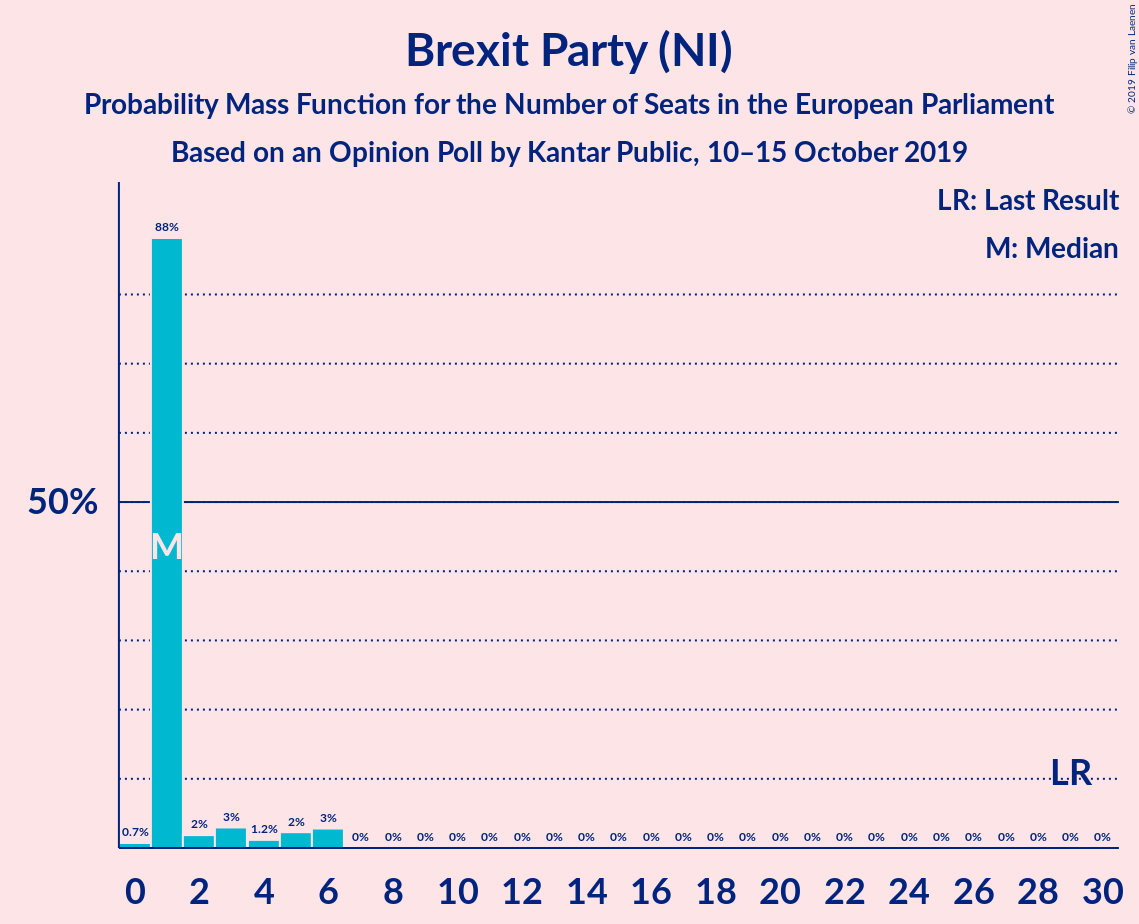 Brexit Party (NI)
Probability Mass Function for the Number of Seats in the European Parliament
Based on an Opinion Poll by Kantar Public, 10–15 October 2019
© 2019 Filip van Laenen
LR: Last Result
M: Median
88%
50%
M
LR
0.7% 2% 3% 1.2% 2% 3% 0% 0% 0% 0% 0% 0% 0% 0% 0% 0% 0% 0% 0% 0% 0% 0% 0% 0% 0% 0% 0% 0% 0% 0%
0 2 4 6 8 10 12 14 16 18 20 22 24 26 28 30